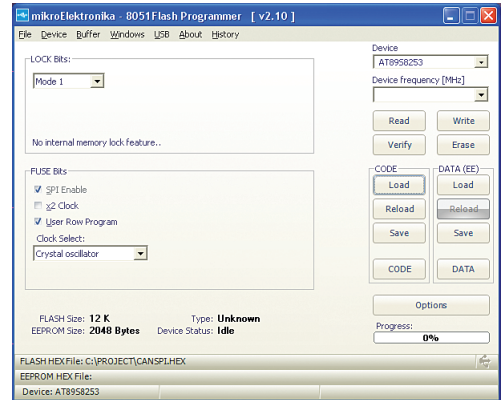 mikroElektronika - 8051Flash Programmer [ v2.10 ]
File Device Buffer Windows USB About History
LOCK Bits:
Mode 1
No internal memory lock feature..
FUSE Bits
SPI Enable
x2 Clock
User Row Program
Clock Select:
Crystal oscillator
FLASH Size: 12 K
Type: Unknown
EEPROM Size: 2048 Bytes
Device Status: Idle
Device
AT89S8253
Device frequency [MHz]
Read Write
Verify Erase
CODE DATA (EE)
Load Load
Reload Reload
Save Save
CODE DATA
Options
Progress:
0%
FLASH HEX File: C:\PROJECT\CANSPI.HEX
EEPROM HEX File:
Device: AT89S8253